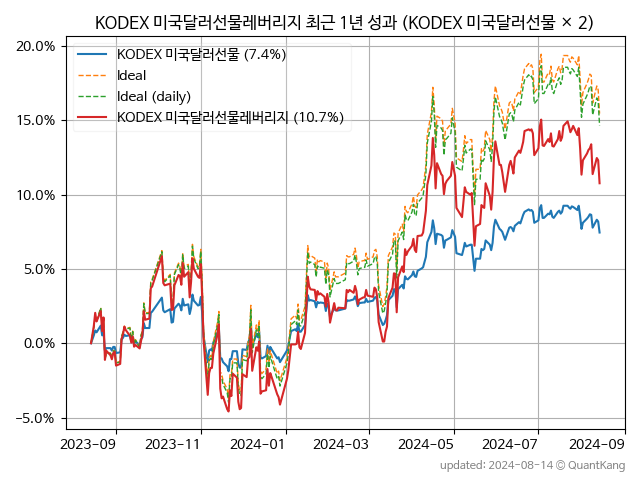 KODEX 미국달러선물레버리지 최근 1년 성과 (KODEX 미국달러선물 × 2)
20.0%
15.0%
10.0%
5.0%
0.0%
−5.0%
KODEX 미국달러선물 (7.4%)
Ideal
Ideal (daily)
KODEX 미국달러선물레버리지 (10.7%)
2023-09 2023-11 2024-01 2024-03 2024-05 2024-07 2024-09
updated: 2024-08-14 © QuantKang